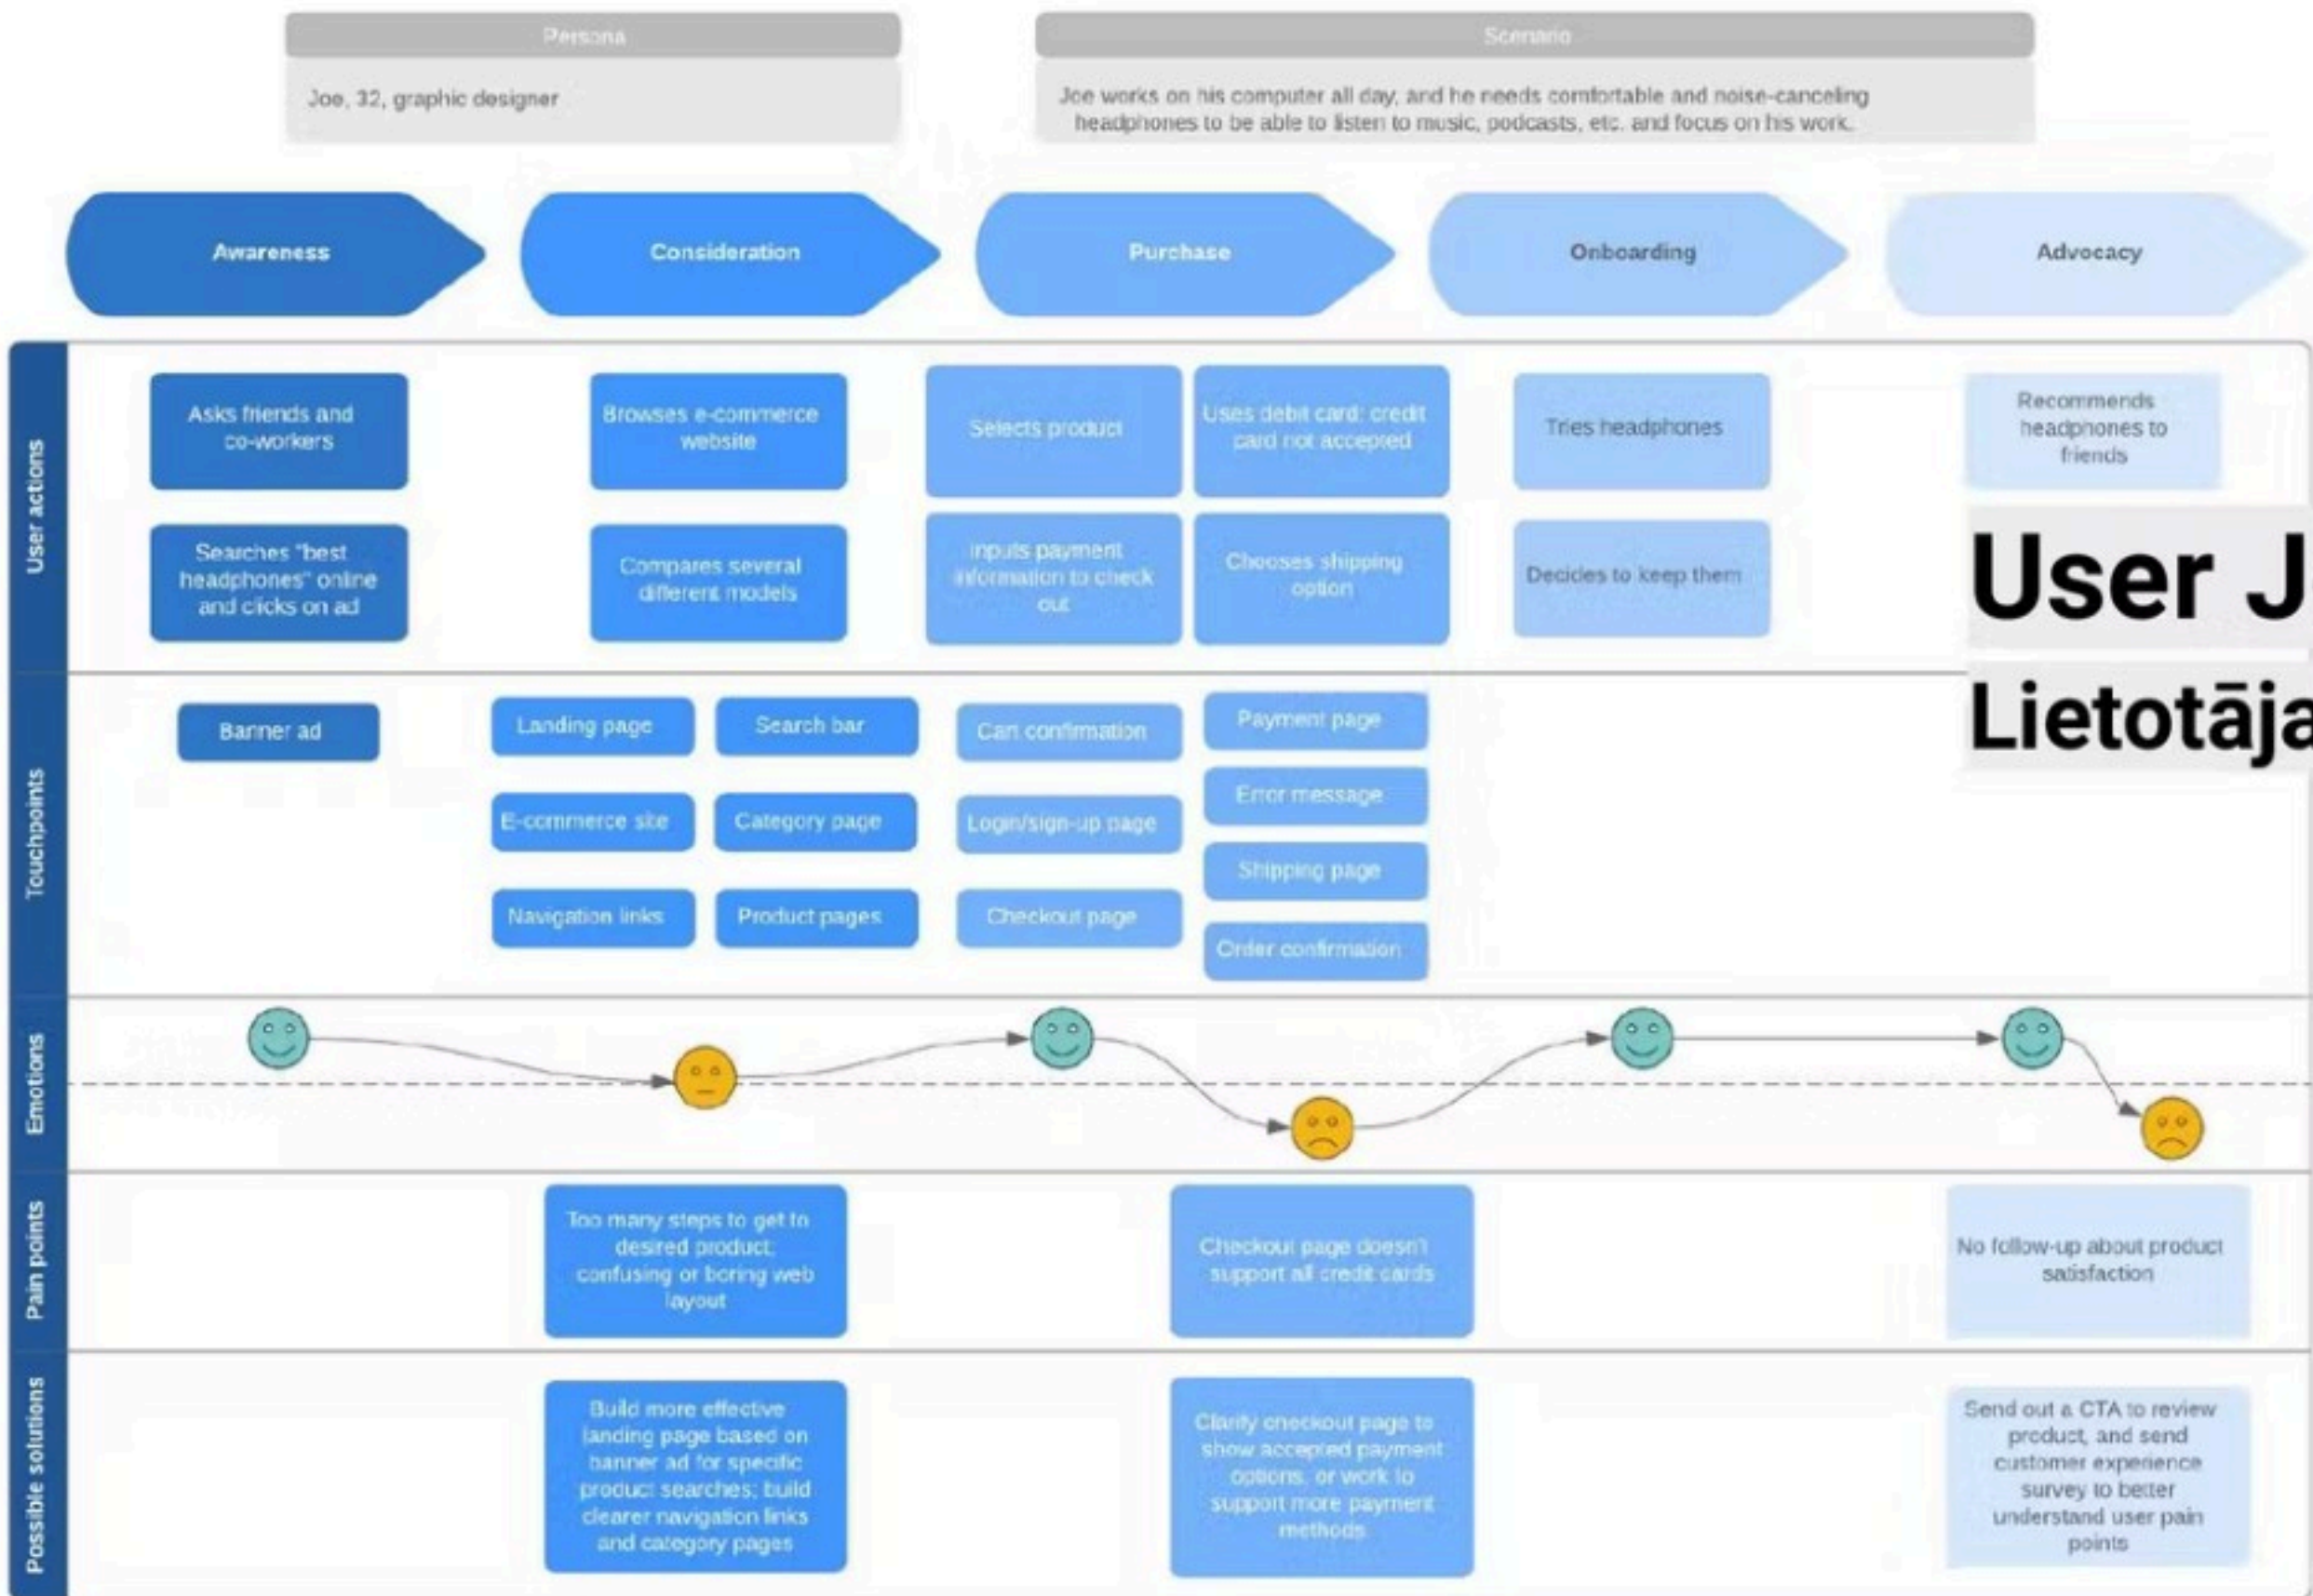 Persona
Joe, 32, graphic designer
Scenario
Joe works on his computer all day, and he needs comfortable and noise-canceling
headphones to be able to listen to music, podcasts, etc. and focus on his work.
Awareness
Consideration
Purchase
Onboarding
Advocacy
User actions
Asks friends and
co-workers
Searches "best
headphones" online
and clicks on ad
Browses e-commerce
website
Compares several
different models
Selects product
Inputs payment
information to check
out
Uses debit card; credit
card not accepted
Chooses shipping
option
Tries headphones
Decides to keep them
Recommends
headphones to
friends
User J
Lietotāja
Touchpoints
Banner ad
Landing page
E-commerce site
Navigation links
Search bar
Category page
Product pages
Cart confirmation
Login/sign-up page
Checkout page
Payment page
Error message
Shipping page
Order confirmation
Emotions
Pain points
Too many steps to get to
desired product;
confusing or boring web
layout
Checkout page doesn't
support all credit cards
No follow-up about product
satisfaction
Possible solutions
Build more effective
landing page based on
banner ad for specific
product searches; build
clearer navigation links
and category pages
Clarify checkout page to
show accepted payment
options, or work to
support more payment
methods
Send out a CTA to review
product, and send
customer experience
survey to better
understand user pain
points